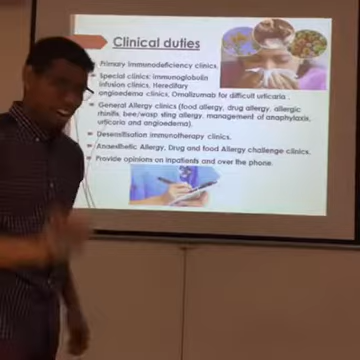 Clinical duties
Primary immunodeficiency clinics.
Special clinics: immunoglobulin
infusion clinics, Hereditary
angioedema clinics, Omalizumab for difficult urticaria .
General Allergy clinics (food allergy, drug allergy, allergic
rhinitis, bee/wasp sting allergy, management of anaphylaxis,
urticaria and angioedema).
Desensitisation immunotherapy clinics.
Anaesthetic Allergy, Drug and food Allergy challenge clinics.
Provide opinions on inpatients and over the phone.